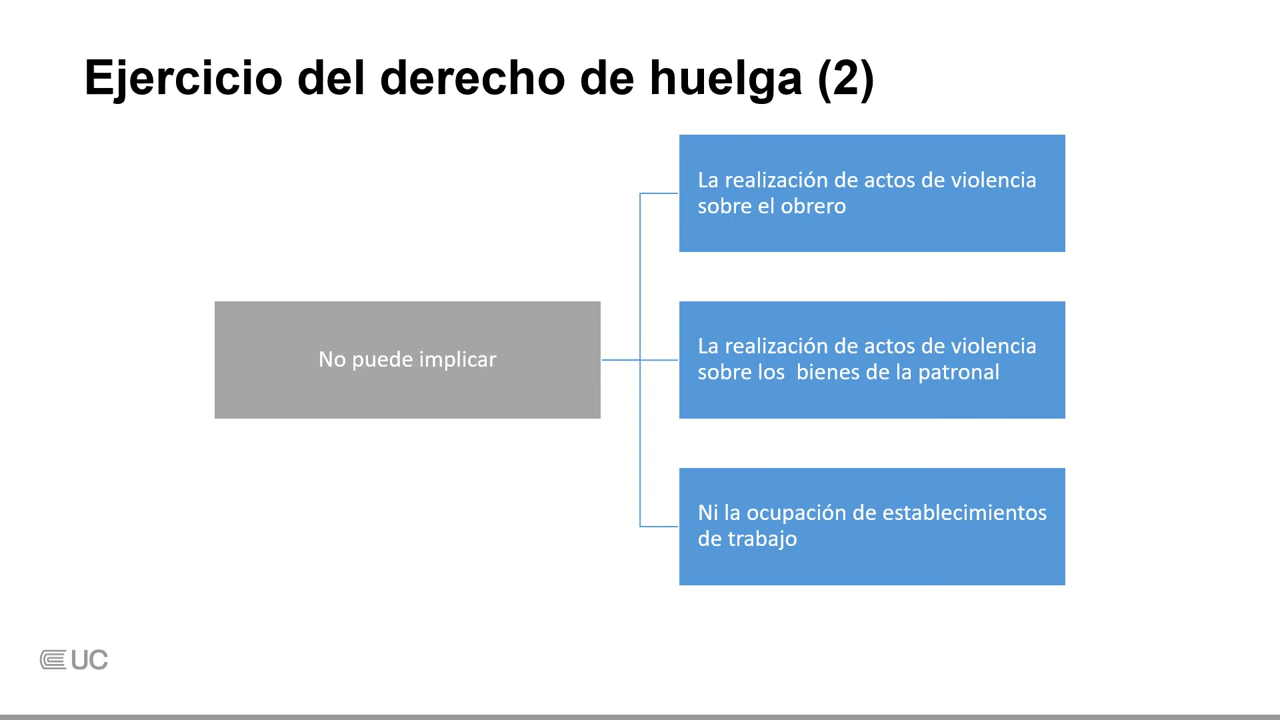 Ejercicio del derecho de huelga (2)
La realización de actos de violencia
sobre el obrero
No puede implicar
La realización de actos de violencia
sobre los  bienes de la patronal
Ni la ocupación de establecimientos
de trabajo
UC